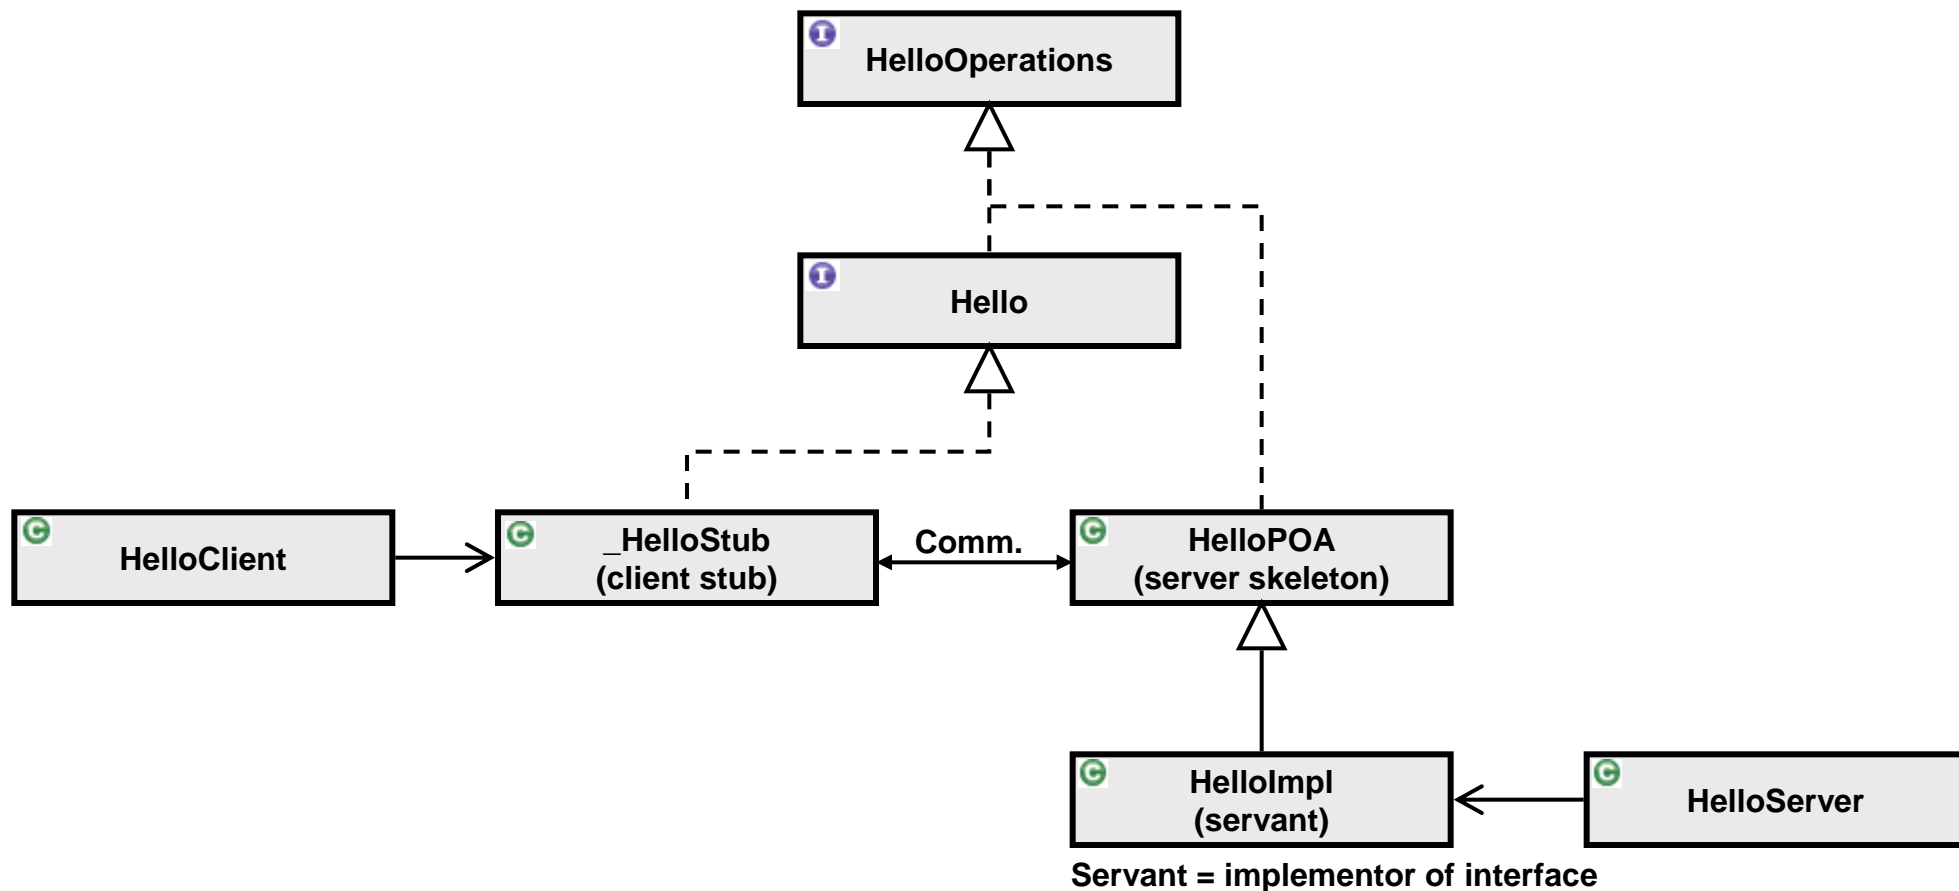 I
HelloOperations
I
Hello
C
HelloClient
C
_HelloStub
(client stub)
Comm.
C
HelloPOA
(server skeleton)
C
HelloImpl
(servant)
C
HelloServer
Servant = implementor of interface